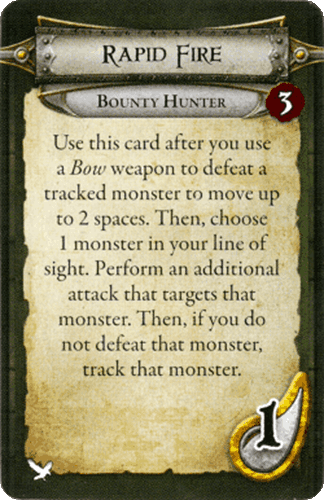 Rapid Fire
Bounty Hunter
3
Use this card after you use
a Bow weapon to defeat a
tracked monster to move up
to 2 spaces. Then, choose
1 monster in your line of
sight. Perform an additional
attack that targets that
monster. Then, if you do
not defeat that monster,
track that monster.
1